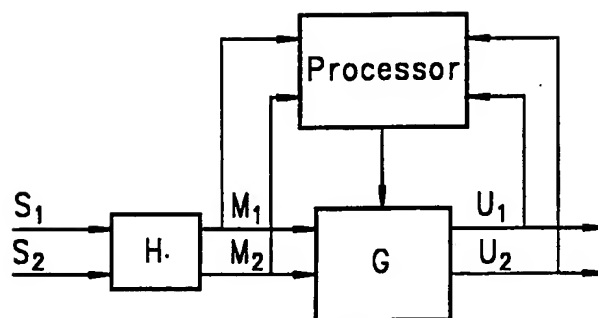 Processor
S₁ M₁ U₁
S₂ H. M₂ G U₂